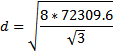 d = √(8 * 72309.6 / √3)